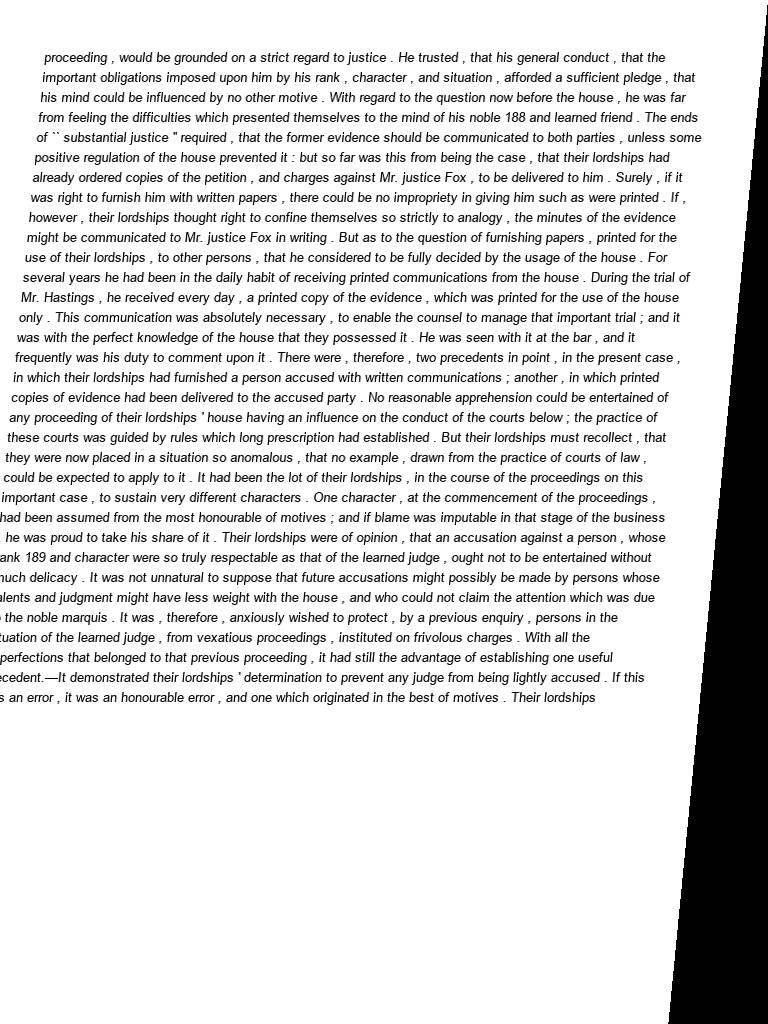 proceeding , would be grounded on a strict regard to justice . He trusted , that his general conduct , that the
important obligations imposed upon him by his rank , character , and situation , afforded a sufficient pledge , that
his mind could be influenced by no other motive . With regard to the question now before the house , he was far
from feeling the difficulties which presented themselves to the mind of his noble 188 and learned friend . The ends
of `` substantial justice " required , that the former evidence should be communicated to both parties , unless some
positive regulation of the house prevented it : but so far was this from being the case , that their lordships had
already ordered copies of the petition , and charges against Mr. justice Fox , to be delivered to him . Surely , if it
was right to furnish him with written papers , there could be no impropriety in giving him such as were printed . If ,
however , their lordships thought right to confine themselves so strictly to analogy , the minutes of the evidence
might be communicated to Mr. justice Fox in writing . But as to the question of furnishing papers , printed for the
use of their lordships , to other persons , that he considered to be fully decided by the usage of the house . For
several years he had been in the daily habit of receiving printed communications from the house . During the trial of
Mr. Hastings , he received every day , a printed copy of the evidence , which was printed for the use of the house
only . This communication was absolutely necessary , to enable the counsel to manage that important trial ; and it
was with the perfect knowledge of the house that they possessed it . He was seen with it at the bar , and it
frequently was his duty to comment upon it . There were , therefore , two precedents in point , in the present case ,
in which their lordships had furnished a person accused with written communications ; another , in which printed
copies of evidence had been delivered to the accused party . No reasonable apprehension could be entertained of
any proceeding of their lordships ' house having an influence on the conduct of the courts below ; the practice of
these courts was guided by rules which long prescription had established . But their lordships must recollect , that
they were now placed in a situation so anomalous , that no example , drawn from the practice of courts of law ,
could be expected to apply to it . It had been the lot of their lordships , in the course of the proceedings on this
important case , to sustain very different characters . One character , at the commencement of the proceedings ,
had been assumed from the most honourable of motives ; and if blame was imputable in that stage of the business
, he was proud to take his share of it . Their lordships were of opinion , that an accusation against a person , whose
189 and character were so truly respectable as that of the learned judge , ought not to be entertained without
delicacy . It was not unnatural to suppose that future accusations might possibly be made by persons whose
and judgment might have less weight with the house , and who could not claim the attention which was due
the noble marquis . It was , therefore , anxiously wished to protect , by a previous enquiry , persons in the
of the learned judge , from vexatious proceedings , instituted on frivolous charges . With all the
that belonged to that previous proceeding , it had still the advantage of establishing one useful
It demonstrated their lordships ' determination to prevent any judge from being lightly accused . If this
an error , it was an honourable error , and one which originated in the best of motives . Their lordships